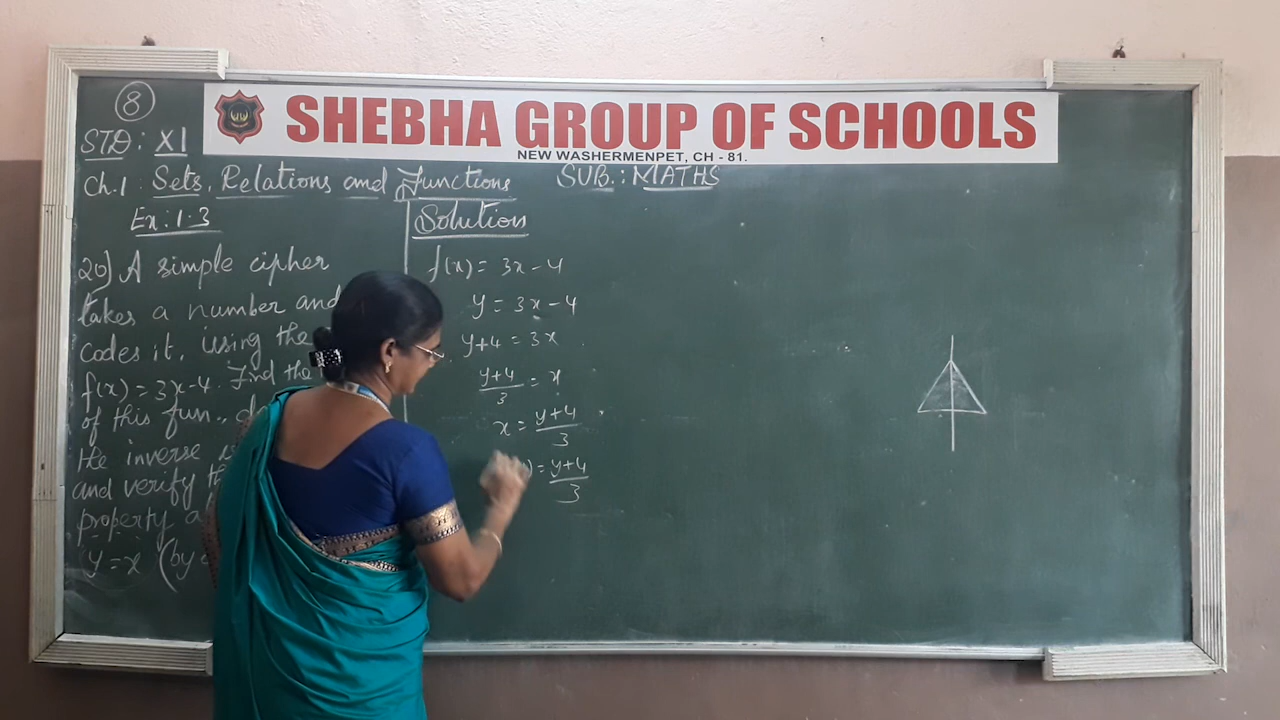 8
SHEBHA GROUP OF SCHOOLS
NEW WASHERMENPET, CH - 81.
STD: XI
Ch.1 Sets, Relations and Functions
SUB.: MATHS
Ex: 1.3
20) A simple cipher
takes a number and
codes it, using the
f(x) = 3x-4. Find the
of this fun.,
the inverse
and verify
property
y = x (by
Solution
f(x) = 3x - 4
y = 3x - 4
y+4 = 3x
y+4/3 = x
x = y+4/3
) = y+4/3